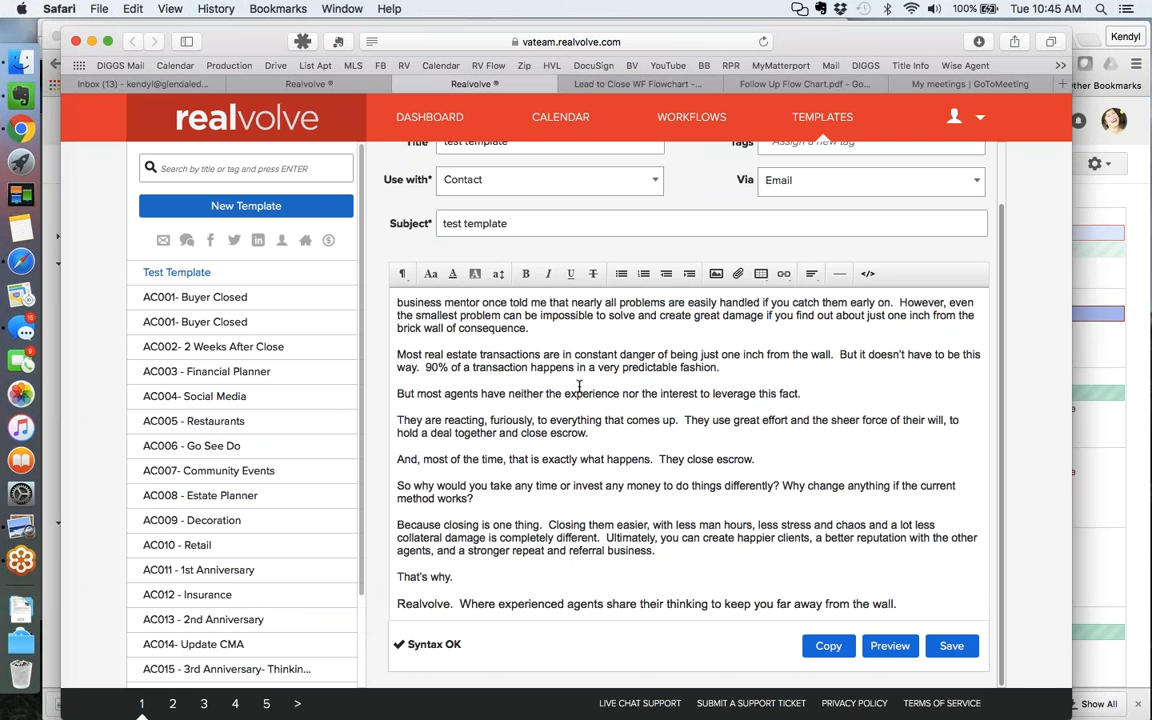 Safari File Edit View History Bookmarks Window Help 100% Tue 10:45 AM
vateam.realvolve.com
Kendyl
DIGGS Mail Calendar RV Drive List Apt MLS FB RV Calendar RV Promotion Zip HVL DocuSign BV YouTube BB RPR MyMatterport Mail DIGGS Title Info Wise Agent
ther Bookmarks
Inbox (13) - kendyl@glendaled...
Realvolve ®
Realvolve ®
Lead to Close WF Flowchart -...
Follow Up Flow Chart.pdf - Go...
My meetings | GoToMeeting
realvolve
DASHBOARD
CALENDAR
WORKFLOWS
TEMPLATES
Search by title or tag and press ENTER
New Template
Test Template
AC001- Buyer Closed
AC001- Buyer Closed
AC002- 2 Weeks After Close
AC003 - Financial Planner
AC004- Social Media
AC005 - Restaurants
AC006 - Go See Do
AC007- Community Events
AC008 - Estate Planner
AC009 - Decoration
AC010 - Retail
AC011 - 1st Anniversary
AC012 - Insurance
AC013 - 2nd Anniversary
AC014- Update CMA
AC015 - 3rd Anniversary- Thinkin...
1 2 3 4 5 >
Title test template
Tags Assign a new tag
Use with* Contact
Via Email
Subject* test template
business mentor once told me that nearly all problems are easily handled if you catch them early on. However, even
the smallest problem can be impossible to solve and create great damage if you find out about just one inch from the
brick wall of consequence.
Most real estate transactions are in constant danger of being just one inch from the wall. But it doesn't have to be this
way. 90% of a transaction happens in a very predictable fashion.
But most agents have neither the experience nor the interest to leverage this fact.
They are reacting, furiously, to everything that comes up. They use great effort and the sheer force of their will, to
hold a deal together and close escrow.
And, most of the time, that is exactly what happens. They close escrow.
So why would you take any time or invest any money to do things differently? Why change anything if the current
method works?
Because closing is one thing. Closing them easier, with less man hours, less stress and chaos and a lot less
collateral damage is completely different. Ultimately, you can create happier clients, a better reputation with the other
agents, and a stronger repeat and referral business.
That's why.
Realvolve. Where experienced agents share their thinking to keep you far away from the wall.
Syntax OK
Copy
Preview
Save
LIVE CHAT SUPPORT
SUBMIT A SUPPORT TICKET
PRIVACY POLICY
TERMS OF SERVICE
Show All